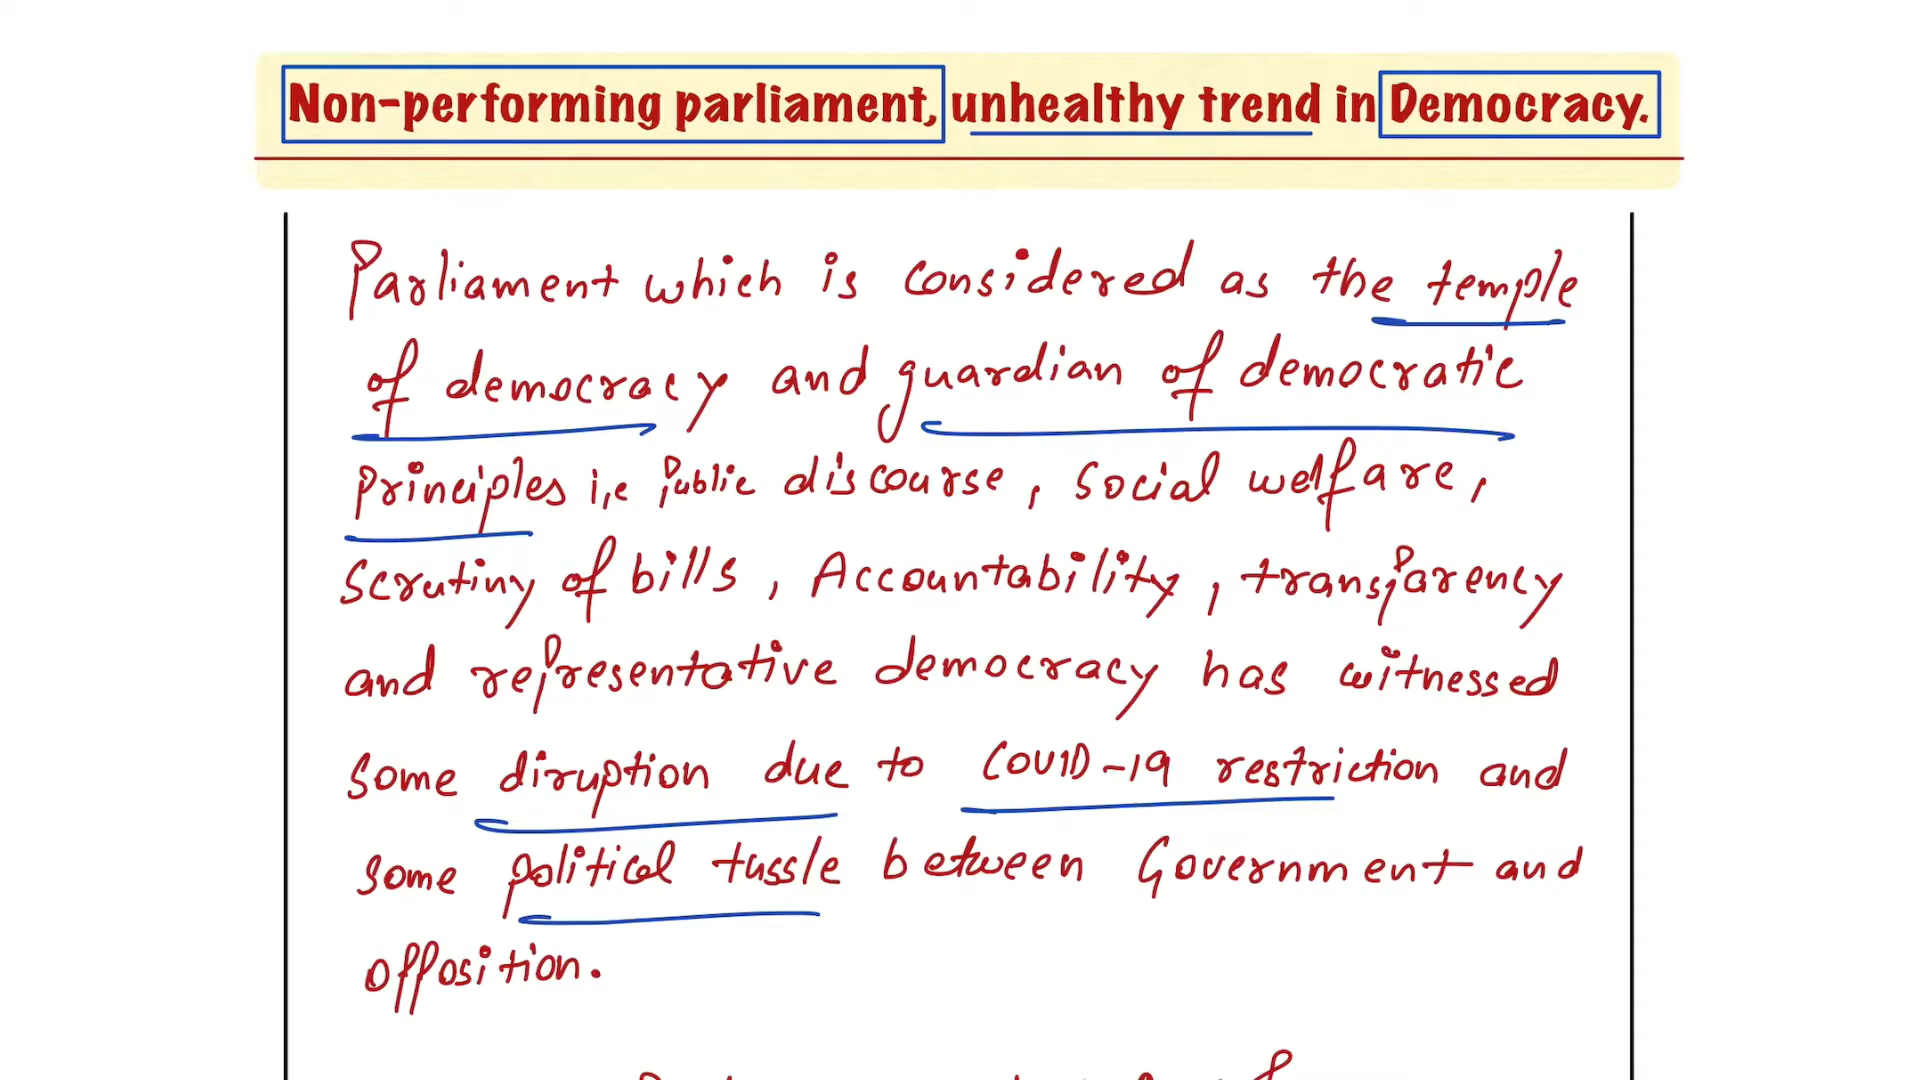 Non-performing parliament, unhealthy trend in Democracy.
Parliament which is considered as the temple
of democracy and guardian of democratic
principles i.e public discourse, social welfare,
scrutiny of bills, Accountability, transparency
and representative democracy has witnessed
some diruption due to COVID-19 restriction and
some political tussle between Government and
opposition.